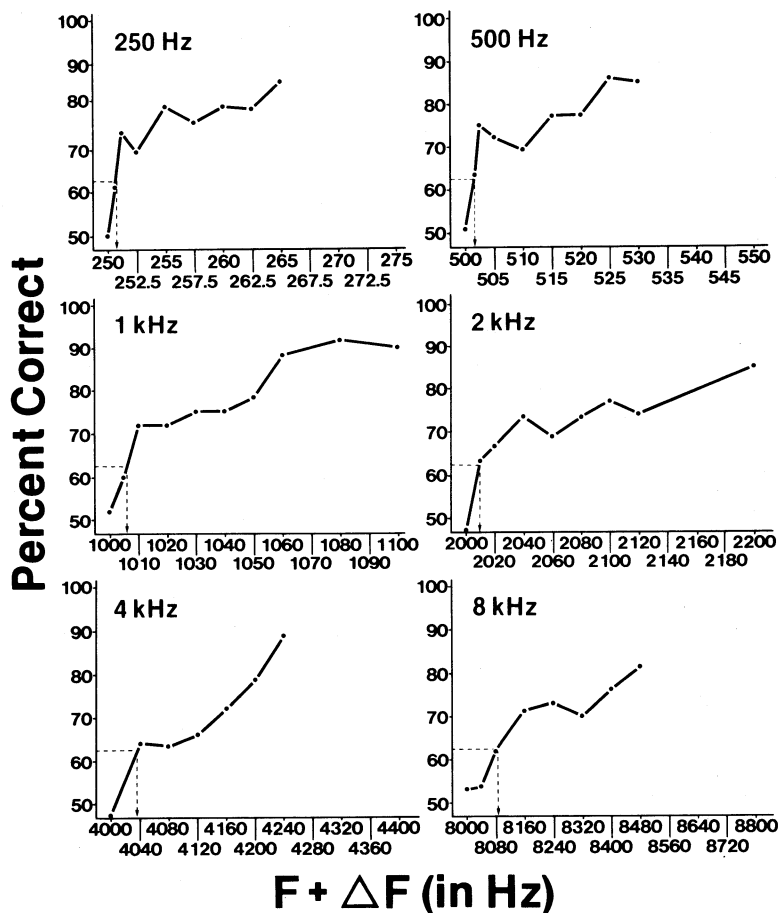 Percent Correct
250 Hz
100
90
80
70
60
50
250 255 260 265 270 275
252.5 257.5 262.5 267.5 272.5
500 Hz
100
90
80
70
60
50
500 510 520 530 540 550
505 515 525 535 545
1 kHz
100
90
80
70
60
50
1000 1020 1040 1060 1080 1100
1010 1030 1050 1070 1090
2 kHz
100
90
80
70
60
50
2000 2040 2080 2120 2160 2200
2020 2060 2100 2140 2180
4 kHz
100
90
80
70
60
50
4000 4080 4160 4240 4320 4400
4040 4120 4200 4280 4360
8 kHz
100
90
80
70
60
50
8000 8160 8320 8480 8640 8800
8080 8240 8400 8560 8720
F + △F (in Hz)